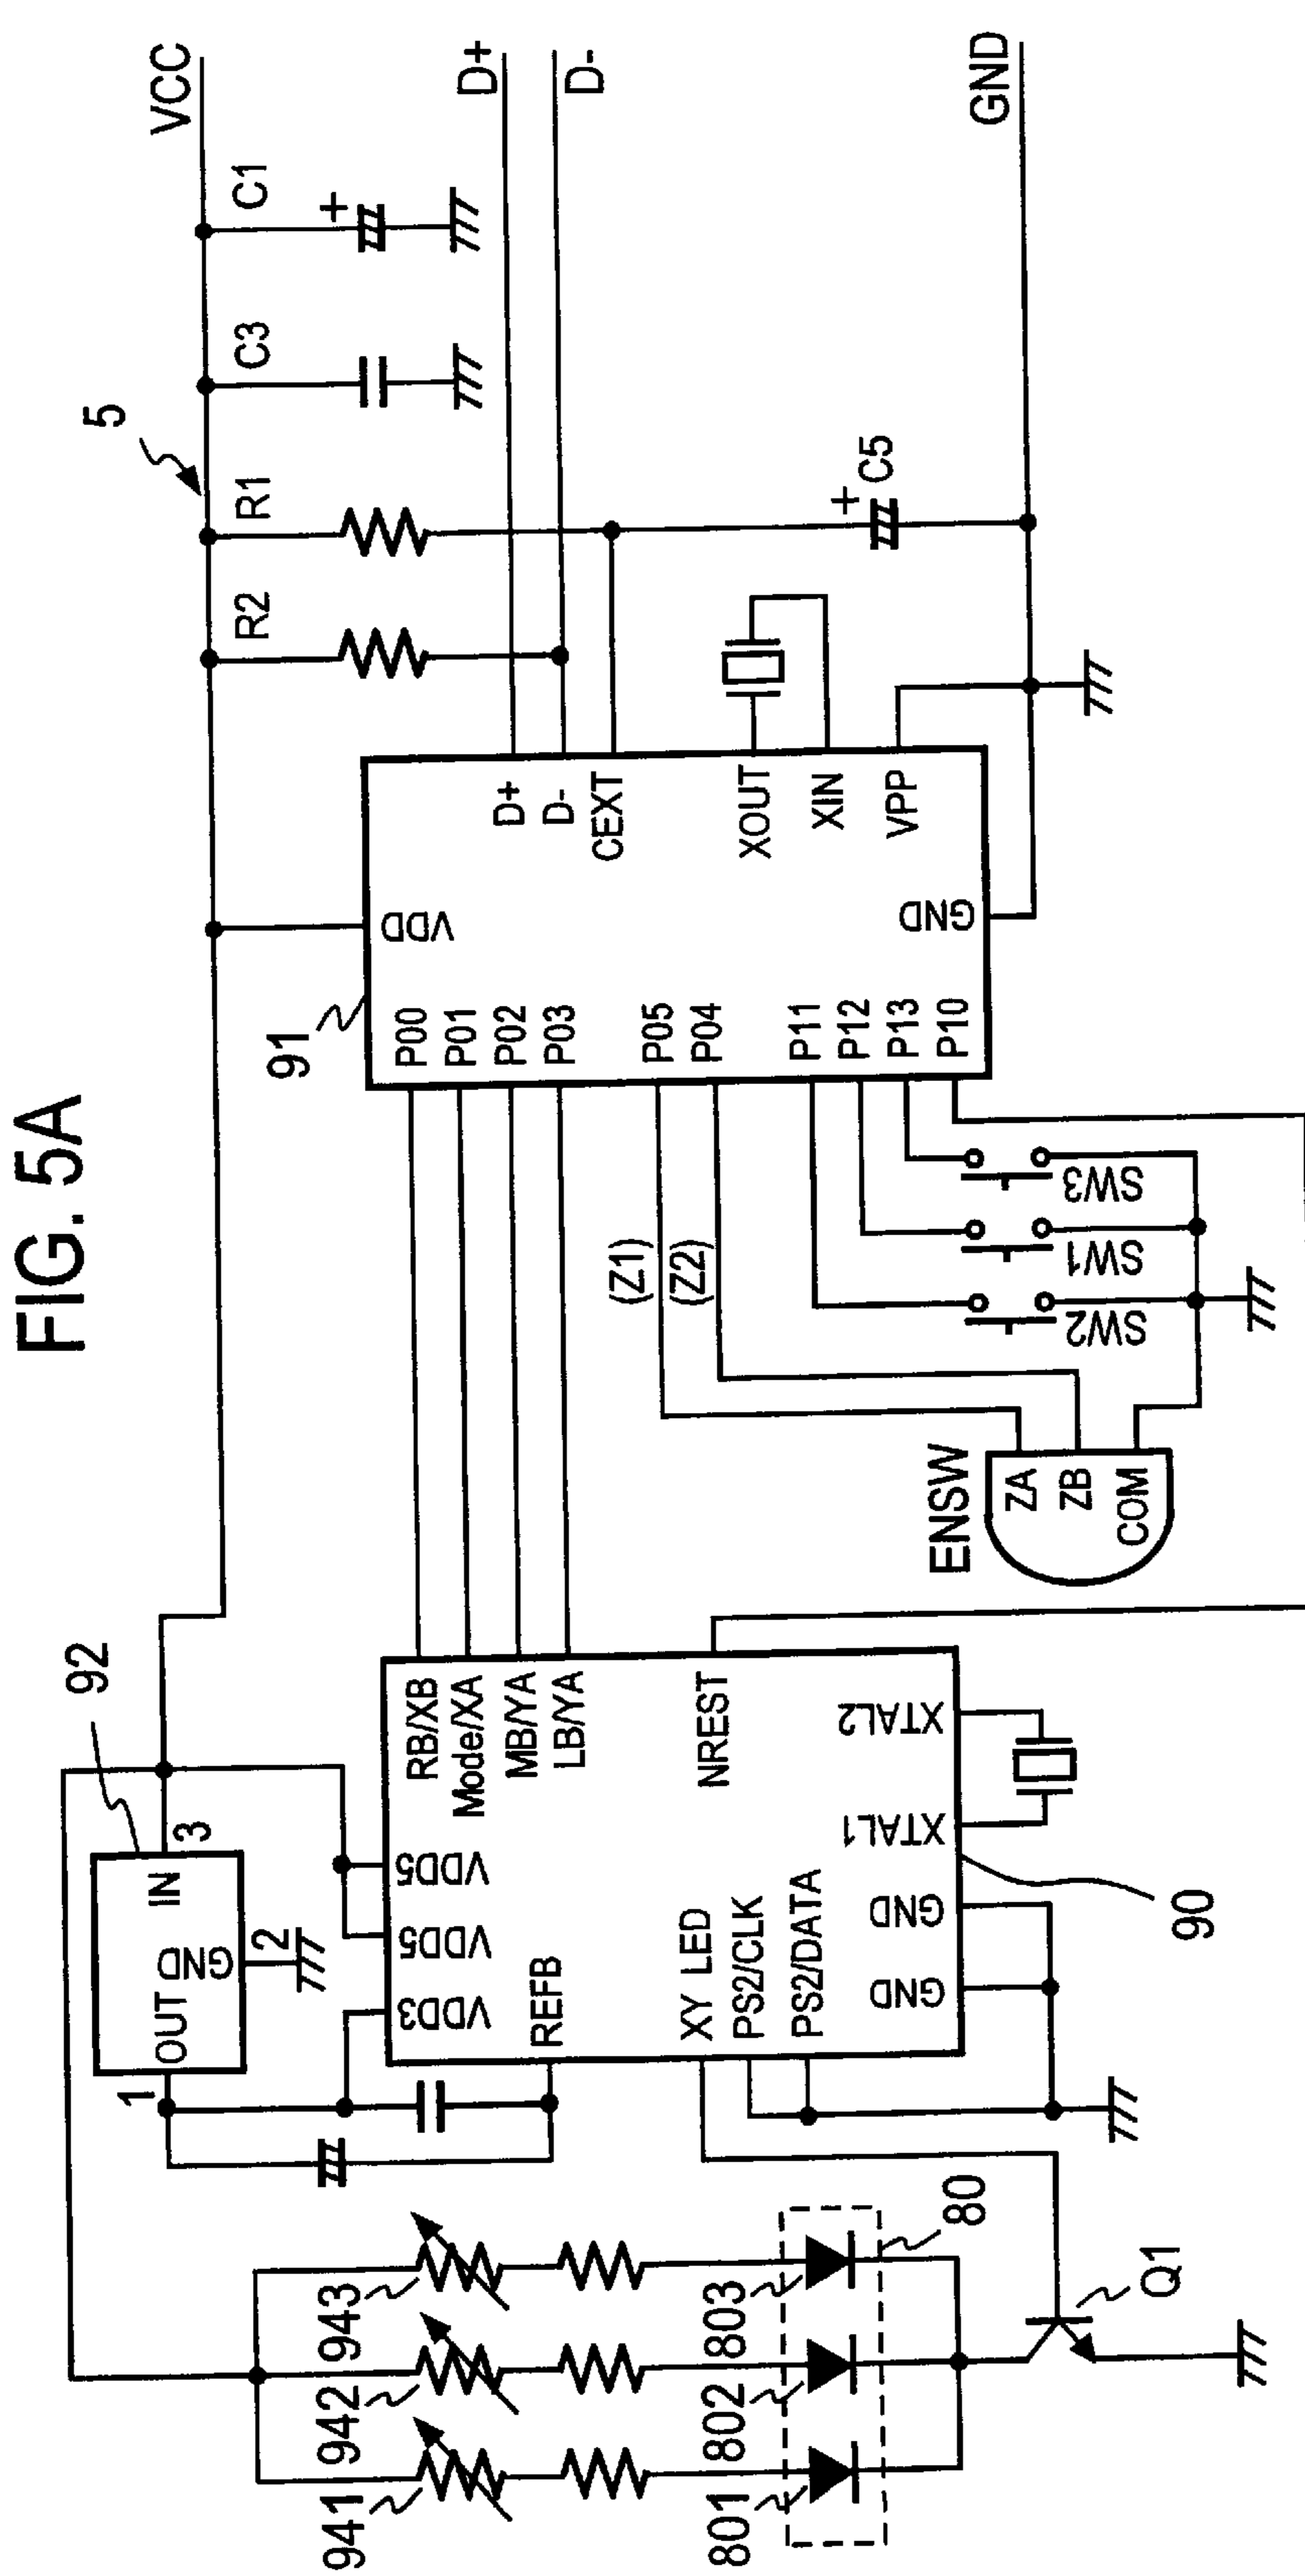 FIG. 5A
VCC
D+
D-
GND
C1
+
C3
5
R1
R2
+
C5
91
VDD
D+
D-
CEXT
XOUT
XIN
VPP
GND
P00
P01
P02
P03
P05
P04
P11
P12
P13
P10
(Z1)
(Z2)
SW3
SW1
SW2
ENSW
ZA
ZB
COM
92
IN
3
GND
2
OUT
1
RB/XB
Mode/XA
MB/YA
LB/YA
NREST
VDD5
VDD5
VDD3
REFB
XY LED
PS2/CLK
PS2/DATA
XTAL2
XTAL1
GND
GND
90
943
942
941
803
802
801
80
Q1